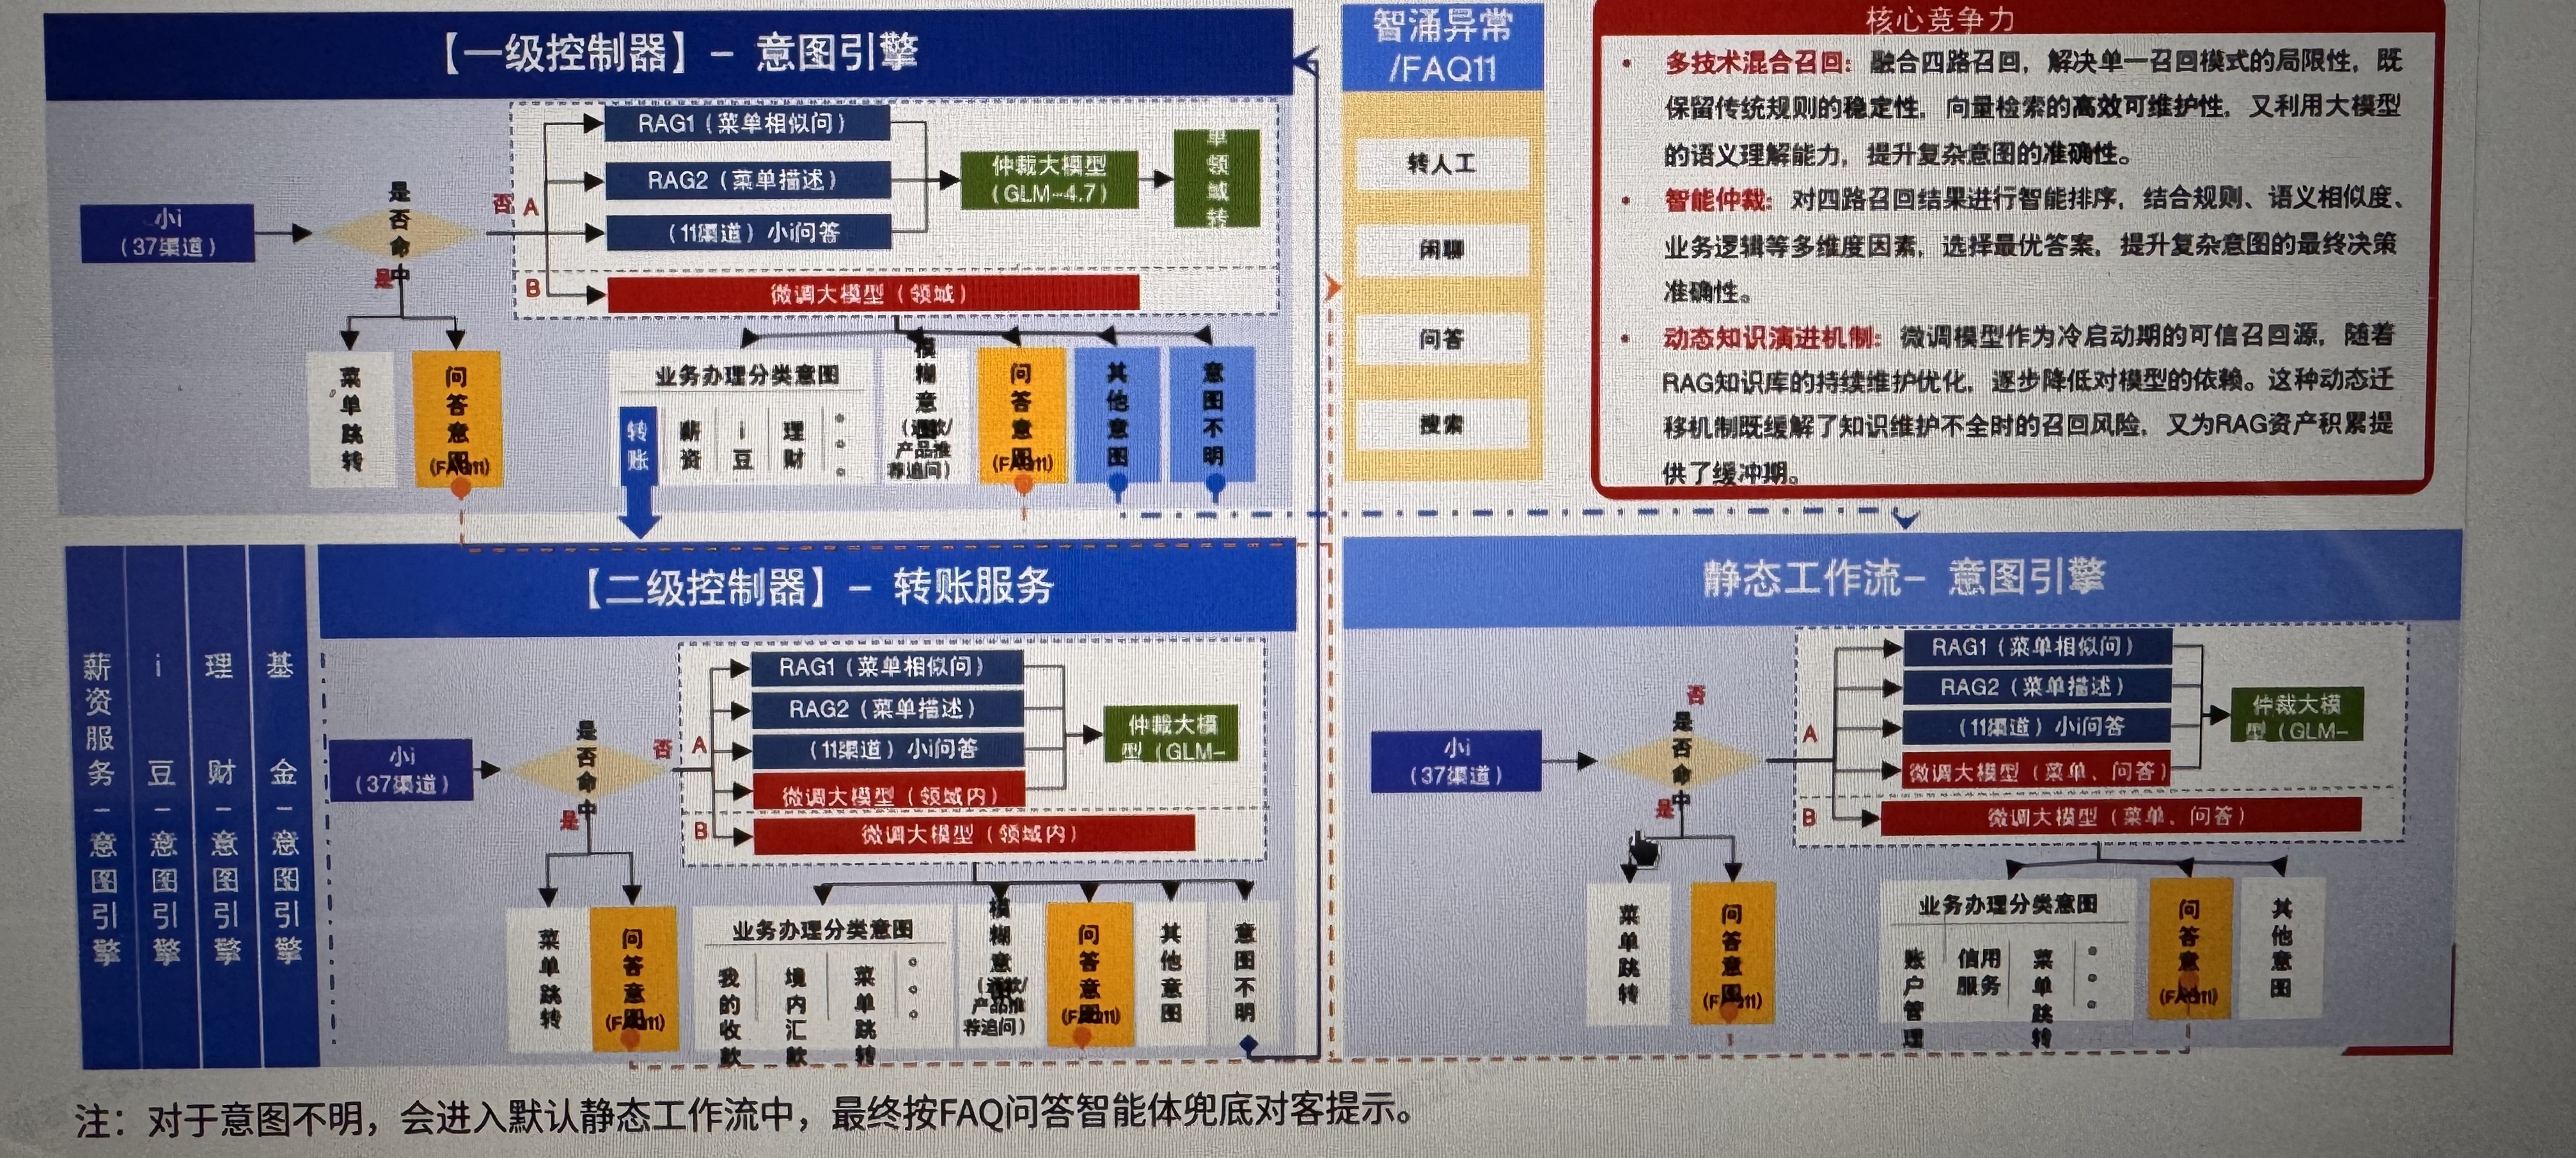 【一级控制器】- 意图引擎
小i
（37渠道）
是否命中
否
是
A
RAG1（菜单相似问）
RAG2（菜单描述）
（11渠道）小i问答
仲裁大模型
（GLM-4.7）
单领域转
B
微调大模型（领域）
菜单跳转
问答意图
(FAQ11)
业务办理分类意图
转账
薪资
i豆
理财
模糊意图
产品推
荐追问）
问答意图
(FAQ11)
其他意图
意图不明
智涌异常
/FAQ11
转人工
闲聊
问答
搜索
核心竞争力
• 多技术混合召回：融合四路召回，解决单一召回模式的局限性，既
保留传统规则的稳定性，向量检索的高效可维护性，又利用大模型
的语义理解能力，提升复杂意图的准确性。
• 智能仲裁：对四路召回结果进行智能排序，结合规则、语义相似度、
业务逻辑等多维度因素，选择最优答案，提升复杂意图的最终决策
准确性。
• 动态知识演进机制：微调模型作为冷启动期的可信召回源，随着
RAG知识库的持续维护优化，逐步降低对模型的依赖。这种动态迁
移机制既缓解了知识维护不全时的召回风险，又为RAG资产积累提
供了缓冲期。
薪资服务-意图引擎
i豆-意图引擎
理财-意图引擎
基金-意图引擎
【二级控制器】- 转账服务
小i
（37渠道）
是否命中
否
是
A
RAG1（菜单相似问）
RAG2（菜单描述）
（11渠道）小i问答
微调大模型（领域内）
仲裁大模
型（GLM-
B
微调大模型（领域内）
菜单跳转
问答意图
(FAQ11)
业务办理分类意图
我的收款
境内汇款
菜单跳转
模糊意图
产品推
荐追问）
问答意图
(FAQ11)
其他意图
意图不明
静态工作流- 意图引擎
小i
（37渠道）
是否命中
否
是
A
RAG1（菜单相似问）
RAG2（菜单描述）
（11渠道）小i问答
微调大模型（菜单、问答）
仲裁大模
型（GLM-
B
微调大模型（菜单、问答）
菜单跳转
问答意图
(FAQ11)
业务办理分类意图
账户管理
信用
服务
菜单跳转
问答意图
(FAQ11)
其他意图
注：对于意图不明，会进入默认静态工作流中，最终按FAQ问答智能体兜底对客提示。